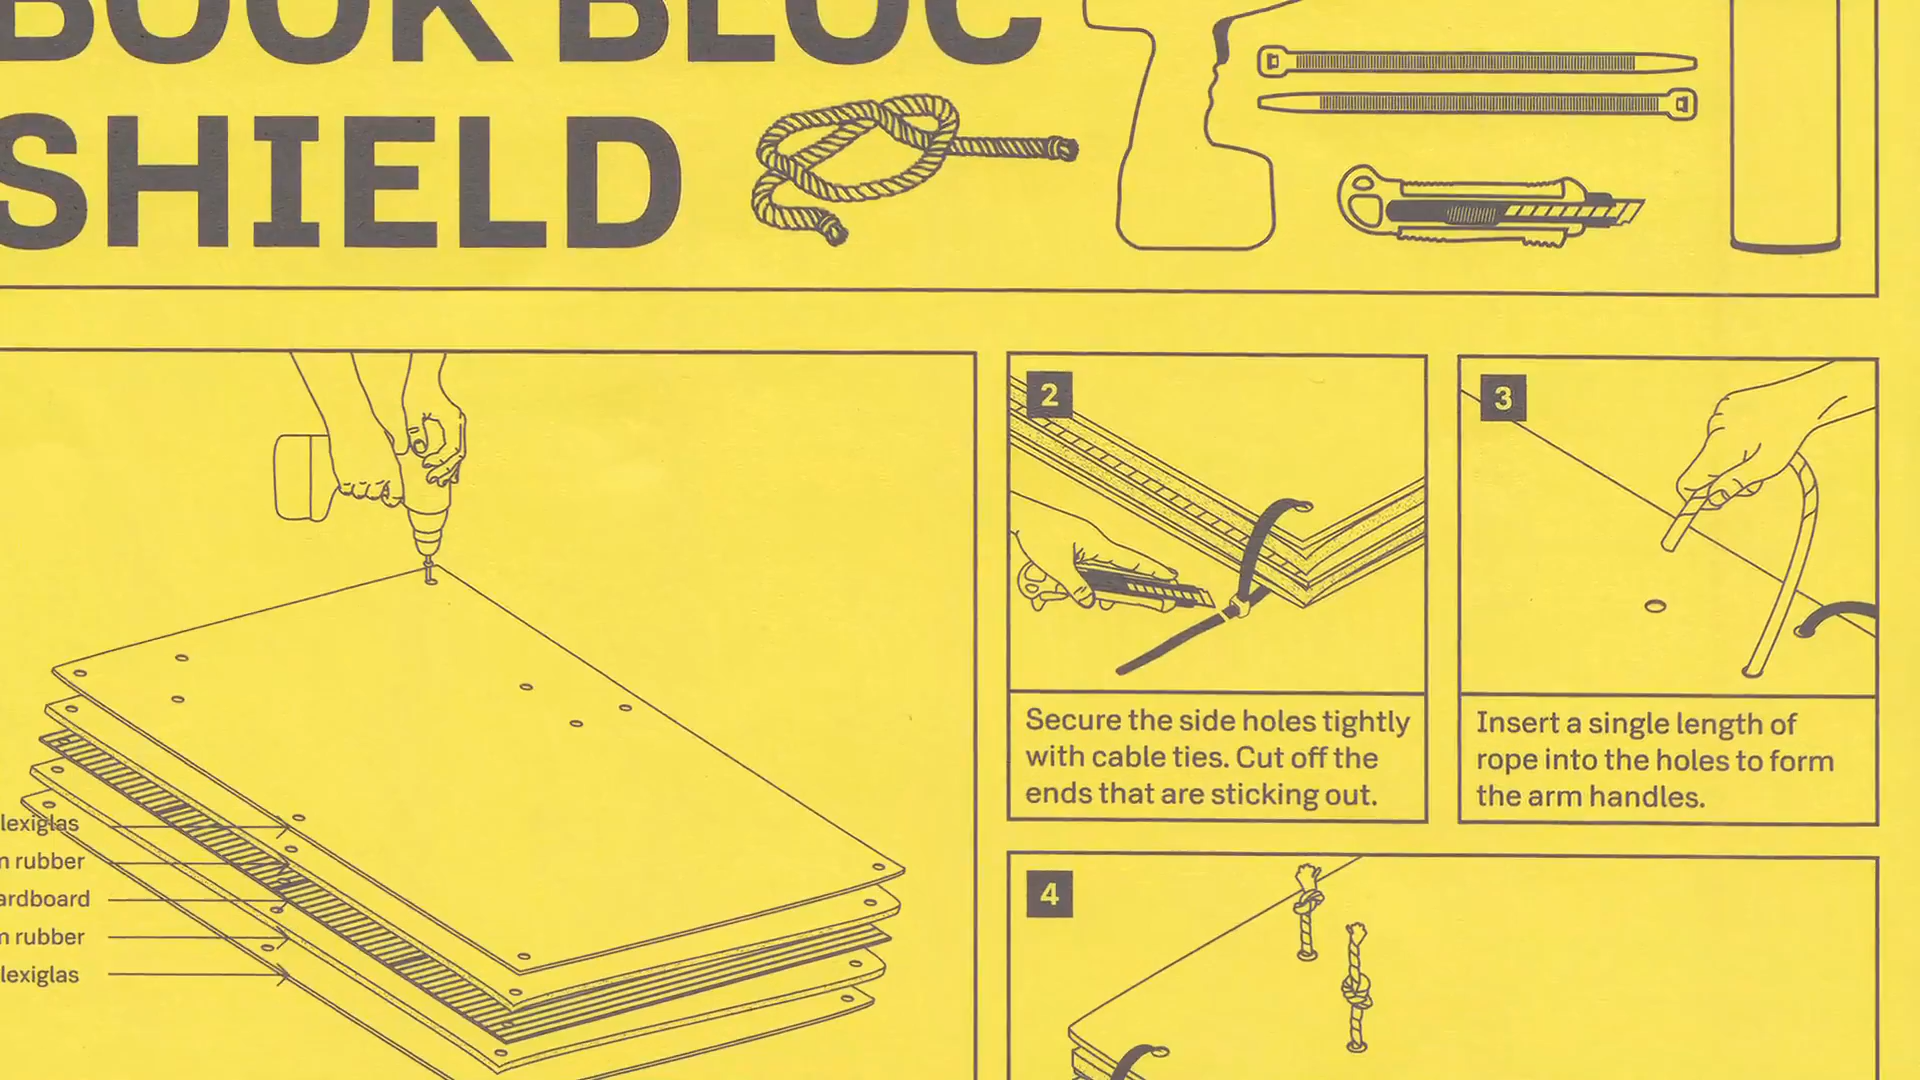 BOOK BLOC
SHIELD
2
Secure the side holes tightly
with cable ties. Cut off the
ends that are sticking out.
3
Insert a single length of
rope into the holes to form
the arm handles.
lexiglas
rubber
ardboard
rubber
lexiglas
4